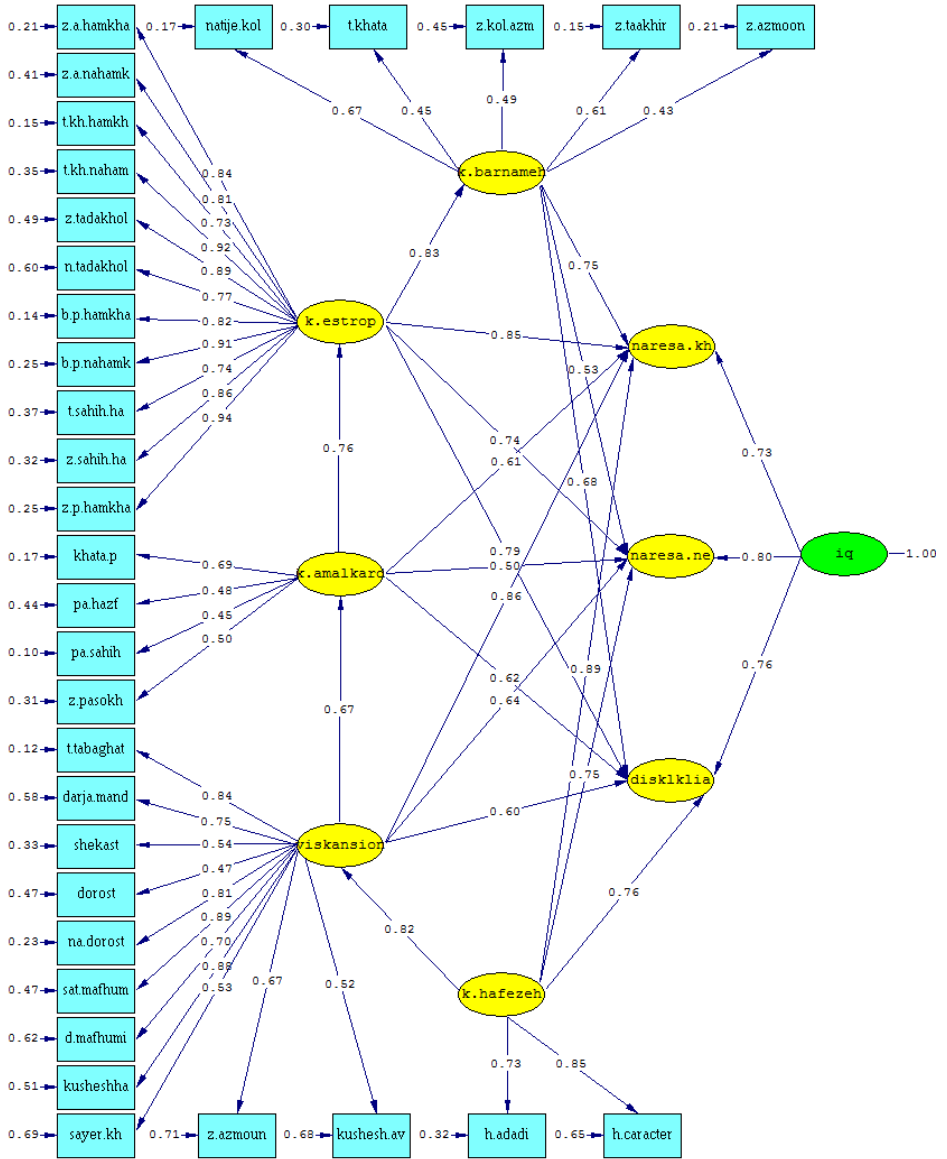 0.21 z.a.hamkha 0.17 natije.kol 0.30 t.khata 0.45 z.kol.azm 0.15 z.taakhir 0.21 z.azmoon
0.41 z.a.nahamk
0.15 t.kh.hamkh
0.67 0.45 0.49 0.61 0.43
0.35 t.kh.naham
k.barnameh
0.84
0.81
0.49 z.tadakhol
0.73
0.92
0.83
0.89
0.75
0.60 n.tadakhol
0.77
0.14 b.p.hamkha
0.82
k.estrop
0.85
naresa.kh
0.25 b.p.nahamk
0.91
0.74
0.53
0.86
0.37 t.sahih.ha
0.94
0.74
0.76
0.61
0.73
0.32 z.sahih.ha
0.68
0.25 z.p.hamkha
0.17 khata.p
0.69
0.79
naresa.ne
0.80
iq
1.00
k.amalkard
0.50
0.48
0.86
0.44 pa.hazf
0.45
0.50
0.10 pa.sahih
0.89
0.76
0.62
0.31 z.pasokh
0.64
0.67
0.12 t.tabaghat
0.84
0.75
disklklia
0.58 darja.mand
0.75
0.60
0.33 shekast
0.54
viskansion
0.47
0.47 dorost
0.81
0.76
0.89
0.82
0.23 na.dorost
0.70
0.88
0.53
0.67
0.52
0.47 sat.mafhum
k.hafezeh
0.62 d.mafhumi
0.73
0.85
0.51 kusheshha
0.69 sayer.kh 0.71 z.azmoun 0.68 kushesh.av 0.32 h.adadi 0.65 h.caracter